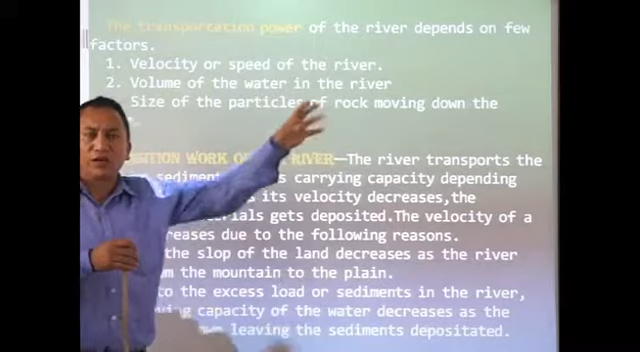 The transportation power of the river depends on few
factors.
1. Velocity or speed of the river.
2. Volume of the water in the river
Size of the particles of rock moving down the
WORK RIVER—The river transports the
carrying capacity depending
its velocity decreases,the
gets deposited.The velocity of a
due to the following reasons.
the slop of the land decreases as the river
the mountain to the plain.
to the excess load or sediments in the river,
capacity of the water decreases as the
leaving the sediments depositated.